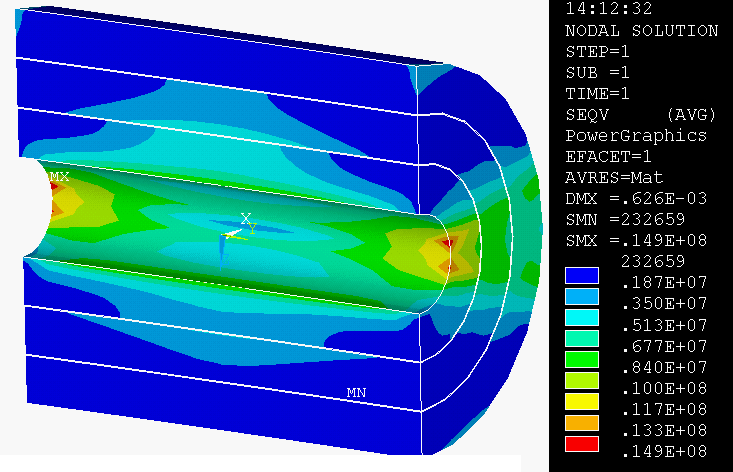 14:12:32
NODAL SOLUTION
STEP=1
SUB =1
TIME=1
SEQV (AVG)
PowerGraphics
EFACET=1
AVRES=Mat
DMX =.626E-03
SMN =232659
SMX =.149E+08
232659
.187E+07
.350E+07
.513E+07
.677E+07
.840E+07
.100E+08
.117E+08
.133E+08
.149E+08
MX
X
Y
MN